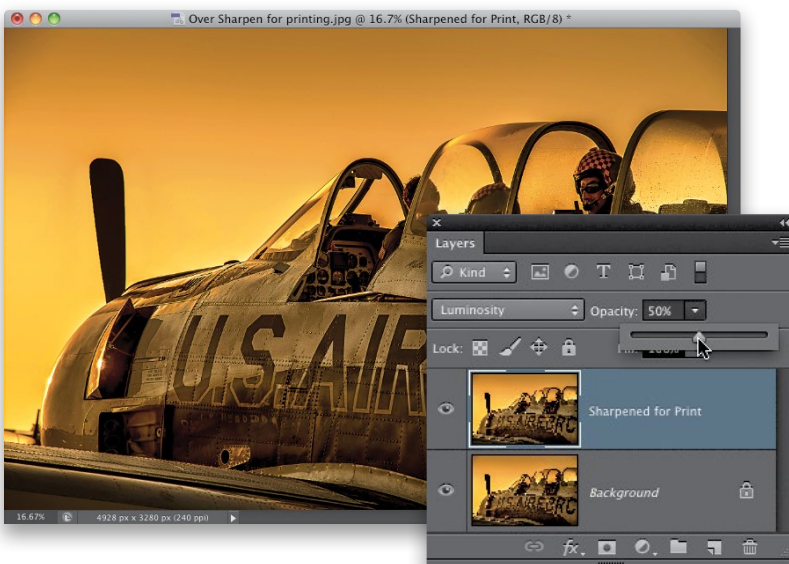 Over Sharpen for printing.jpg @ 16.7% (Sharpened for Print, RGB/8) *
U.S.AIR
16.67%
4928 px x 3280 px (240 ppi)
Layers
Kind
T
Luminosity
Opacity: 50%
Lock:
Sharpened for Print
Background
fx.